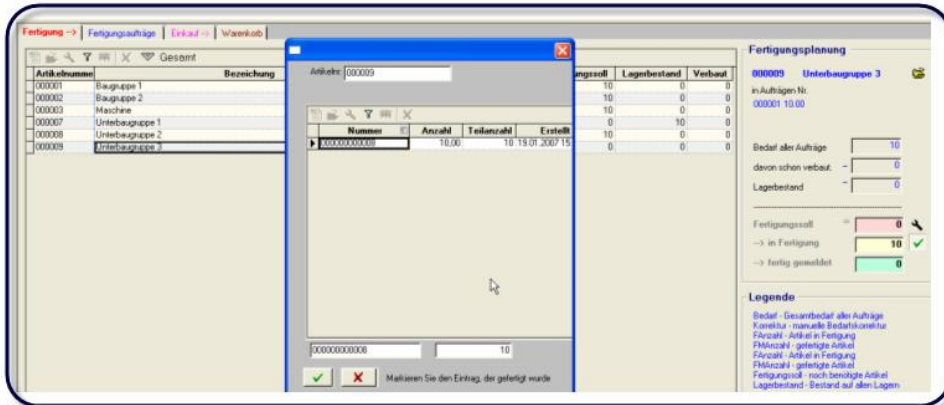 Fertigung --> Fertigungsaufträge Einkauf --> Warenkorb
Gesamt
Artikelnumme Bezeichung ngssoll Lagerbestand Verbaut
000001 Baugruppe 1 10 0 0
000002 Baugruppe 2 10 0 0
000003 Maschine 10 0 0
000007 Unterbaugruppe 1 0 10 0
000008 Unterbaugruppe 2 10 0 0
000009 Unterbaugruppe 3 0 0 0
Artikelnr. 000009
Nummer Anzahl Teilanzahl Erstellt
000000000008 10,00 10 19.01.2007 15
000000000008 10
Markieren Sie den Eintrag, der gefertigt wurde
Fertigungsplanung
000009 Unterbaugruppe 3
in Aufträgen Nr.
000001 10.00
Bedarf aller Aufträge 10
davon schon verbaut - 0
Lagerbestand - 0
Fertigungssoll = 0
--> in Fertigung 10
--> fertig gemeldet 0
Legende
Bedarf - Gesamtbedarf aller Aufträge
Korrektur - manuelle Bedarfskorrektur
FAnzahl - Artikel in Fertigung
FMAnzahl - gefertigte Artikel
FAnzahl - Artikel in Fertigung
FMAnzahl - gefertigte Artikel
Fertigungssoll - noch benötigte Artikel
Lagerbestand - Bestand auf allen Lagern